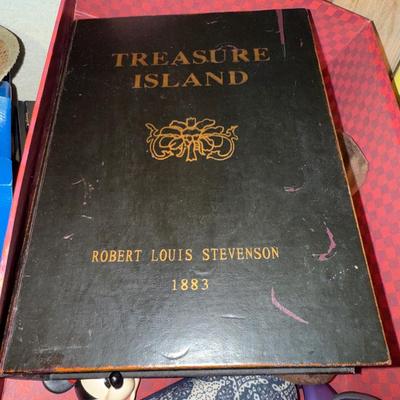 TREASURE
ISLAND
ROBERT LOUIS STEVENSON
1883